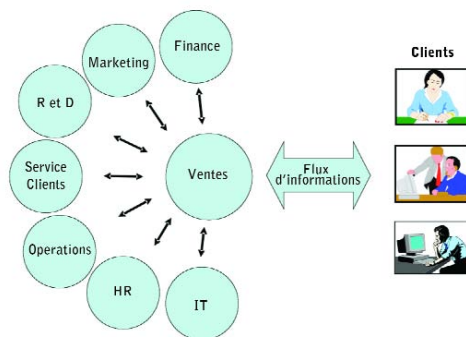 Finance
Marketing
R et D
Service
Clients
Operations
HR
IT
Ventes
Flux
d'informations
Clients